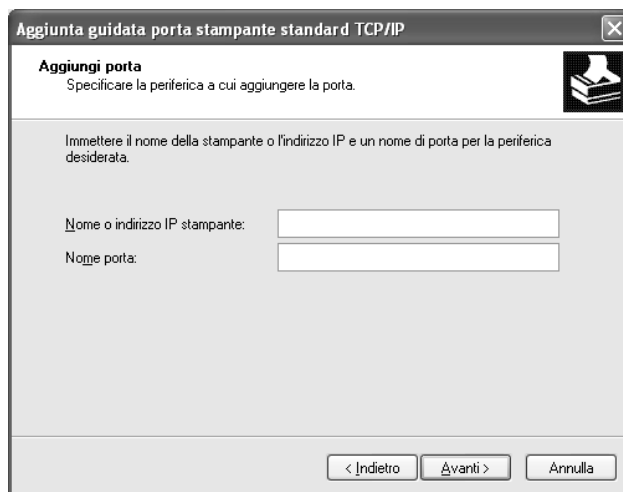 Aggiunta guidata porta stampante standard TCP/IP
Aggiungi porta
Specificare la periferica a cui aggiungere la porta.
Immettere il nome della stampante o l'indirizzo IP e un nome di porta per la periferica
desiderata.
Nome o indirizzo IP stampante:
Nome porta:
< Indietro
Avanti >
Annulla